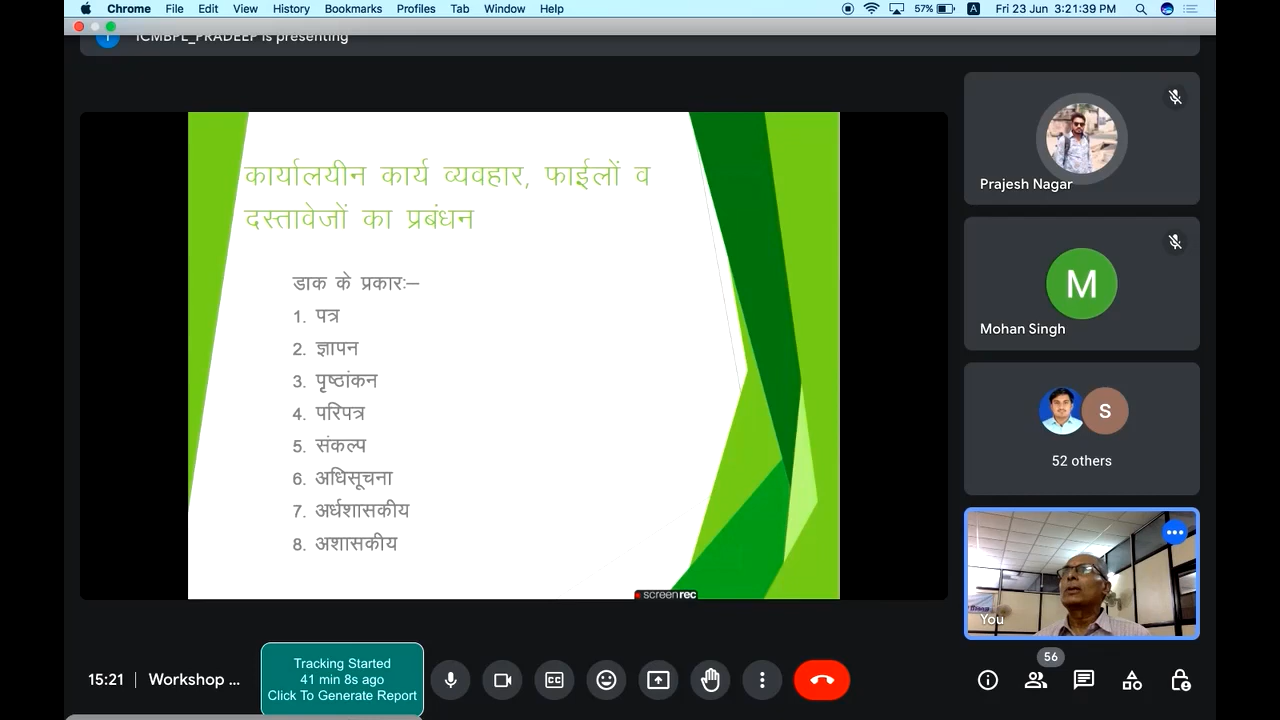 Chrome File Edit View History Bookmarks Profiles Tab Window Help 57% A Fri 23 Jun 3:21:39 PM
ICMBPL_PRADEEP is presenting
कार्यालयीन कार्य व्यवहार, फाईलों व
दस्तावेजों का प्रबंधन
डाक के प्रकारः–
1. पत्र
2. ज्ञापन
3. पृष्ठांकन
4. परिपत्र
5. संकल्प
6. अधिसूचना
7. अर्धशासकीय
8. अशासकीय
screenrec
Prajesh Nagar
M
Mohan Singh
S
52 others
You
15:21 | Workshop ...
Tracking Started
41 min 8s ago
Click To Generate Report
56